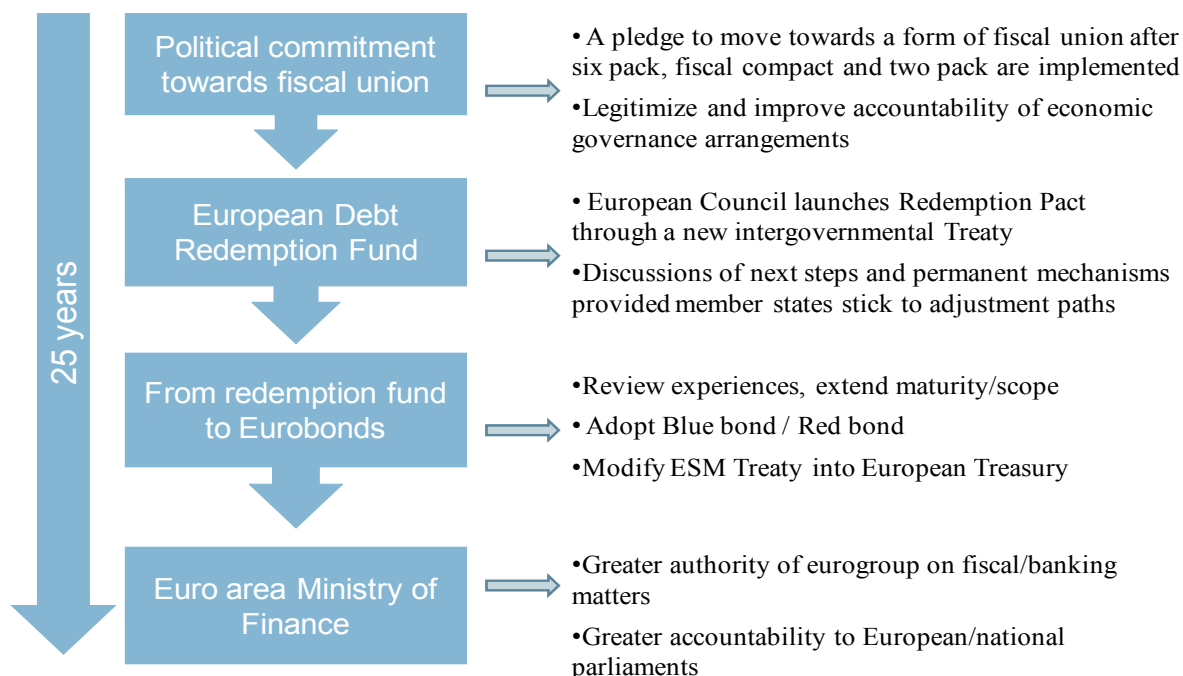 25 years
Political commitment
towards fiscal union
• A pledge to move towards a form of fiscal union after
six pack, fiscal compact and two pack are implemented
•Legitimize and improve accountability of economic
governance arrangements
European Debt
Redemption Fund
• European Council launches Redemption Pact
through a new intergovernmental Treaty
•Discussions of next steps and permanent mechanisms
provided member states stick to adjustment paths
From redemption fund
to Eurobonds
•Review experiences, extend maturity/scope
• Adopt Blue bond / Red bond
•Modify ESM Treaty into European Treasury
Euro area Ministry of
Finance
•Greater authority of eurogroup on fiscal/banking
matters
•Greater accountability to European/national
parliaments